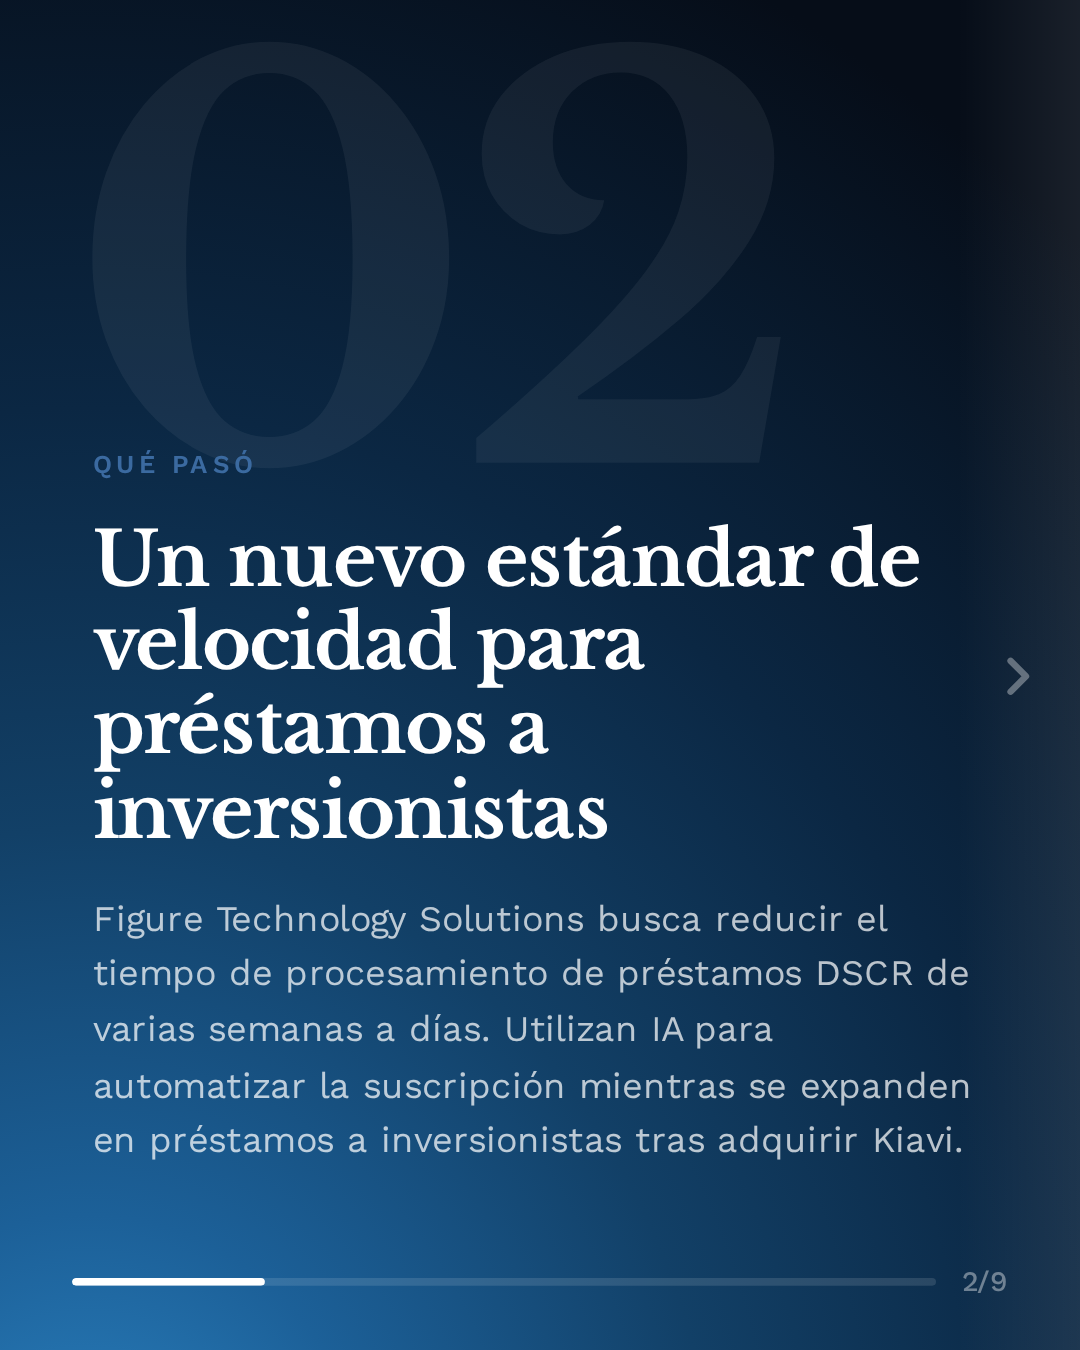 02
QUÉ PASÓ
Un nuevo estándar de
velocidad para
préstamos a
inversionistas
Figure Technology Solutions busca reducir el
tiempo de procesamiento de préstamos DSCR de
varias semanas a días. Utilizan IA para
automatizar la suscripción mientras se expanden
en préstamos a inversionistas tras adquirir Kiavi.
2/9